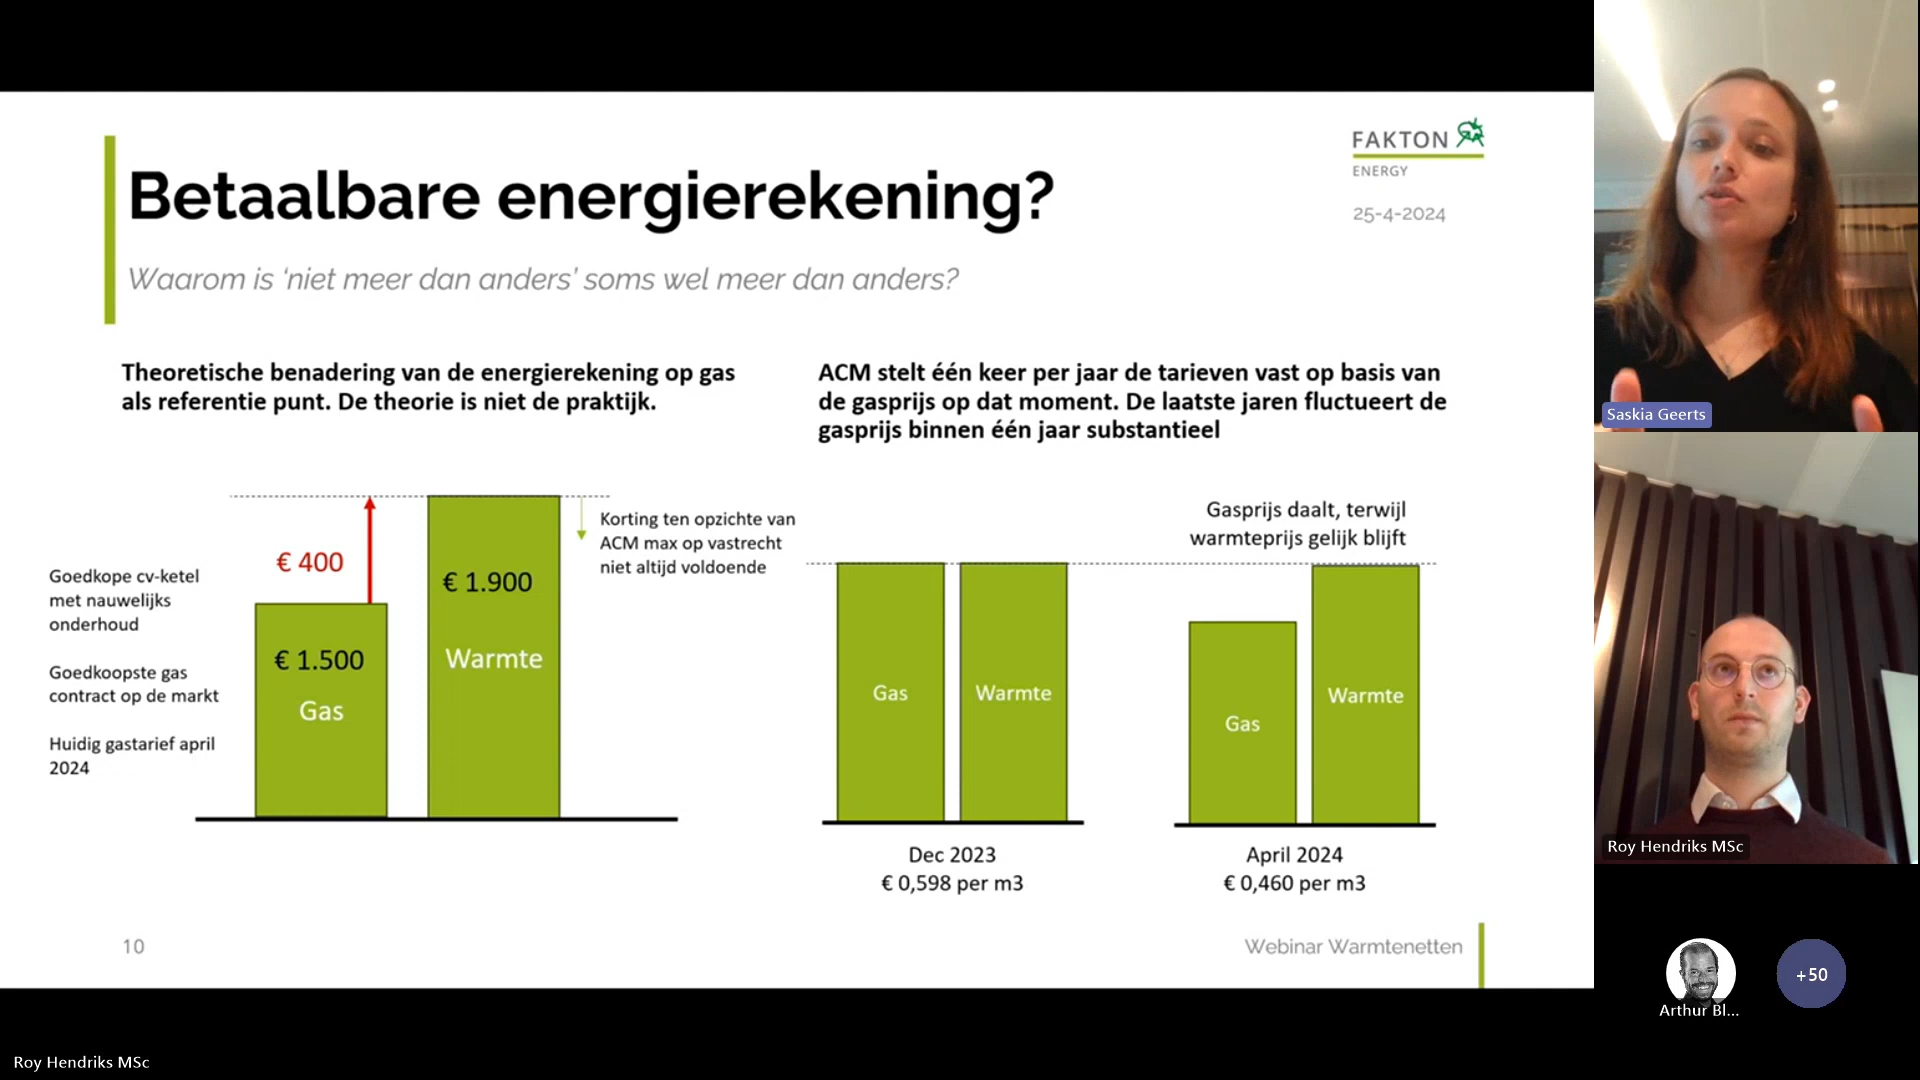 Betaalbare energierekening?
Waarom is ‘niet meer dan anders’ soms wel meer dan anders?
FAKTON
ENERGY
25-4-2024
Theoretische benadering van de energierekening op gas
als referentie punt. De theorie is niet de praktijk.
Goedkope cv-ketel
met nauwelijks
onderhoud
Goedkoopste gas
contract op de markt
Huidig gastarief april
2024
€ 400
€ 1.500
Gas
€ 1.900
Warmte
Korting ten opzichte van
ACM max op vastrecht
niet altijd voldoende
ACM stelt één keer per jaar de tarieven vast op basis van
de gasprijs op dat moment. De laatste jaren fluctueert de
gasprijs binnen één jaar substantieel
Gas
Warmte
Dec 2023
€ 0,598 per m3
Gasprijs daalt, terwijl
warmteprijs gelijk blijft
Gas
Warmte
April 2024
€ 0,460 per m3
10
Webinar Warmtenetten
Saskia Geerts
Roy Hendriks MSc
Arthur Bl...
+50
Roy Hendriks MSc